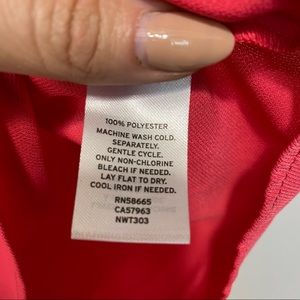 100% POLYESTER
MACHINE WASH COLD.
SEPARATELY.
GENTLE CYCLE.
ONLY NON-CHLORINE
BLEACH IF NEEDED.
LAY FLAT TO DRY.
COOL IRON IF NEEDED.
RN58665
CA57963
NWT303